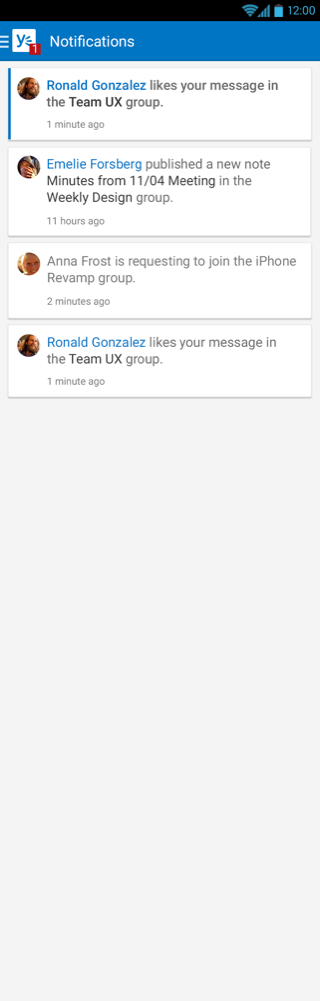 12:00
y
1
Notifications
Ronald Gonzalez likes your message in
the Team UX group.
1 minute ago
Emelie Forsberg published a new note
Minutes from 11/04 Meeting in the
Weekly Design group.
11 hours ago
Anna Frost is requesting to join the iPhone
Revamp group.
2 minutes ago
Ronald Gonzalez likes your message in
the Team UX group.
1 minute ago